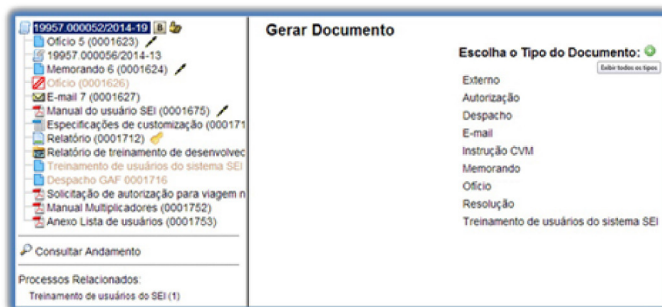 19957.000052/2014-19
Ofício 5 (0001623)
19957.000056/2014-13
Memorando 6 (0001624)
Ofício (0001626)
E-mail 7 (0001627)
Manual do usuário SEI (0001675)
Especificações de customização (000171
Relatório (0001712)
Relatório de treinamento de desenvolvec
Treinamento de usuários do sistema SEI
Despacho GAF 0001716
Solicitação de autorização para viagem n
Manual Multiplicadores (0001752)
Anexo Lista de usuários (0001753)
Consultar Andamento
Processos Relacionados:
Treinamento de usuários do SEI (1)
Gerar Documento
Escolha o Tipo do Documento:
Exibir todos os tipos
Externo
Autorização
Despacho
E-mail
Instrução CVM
Memorando
Ofício
Resolução
Treinamento de usuários do sistema SEI